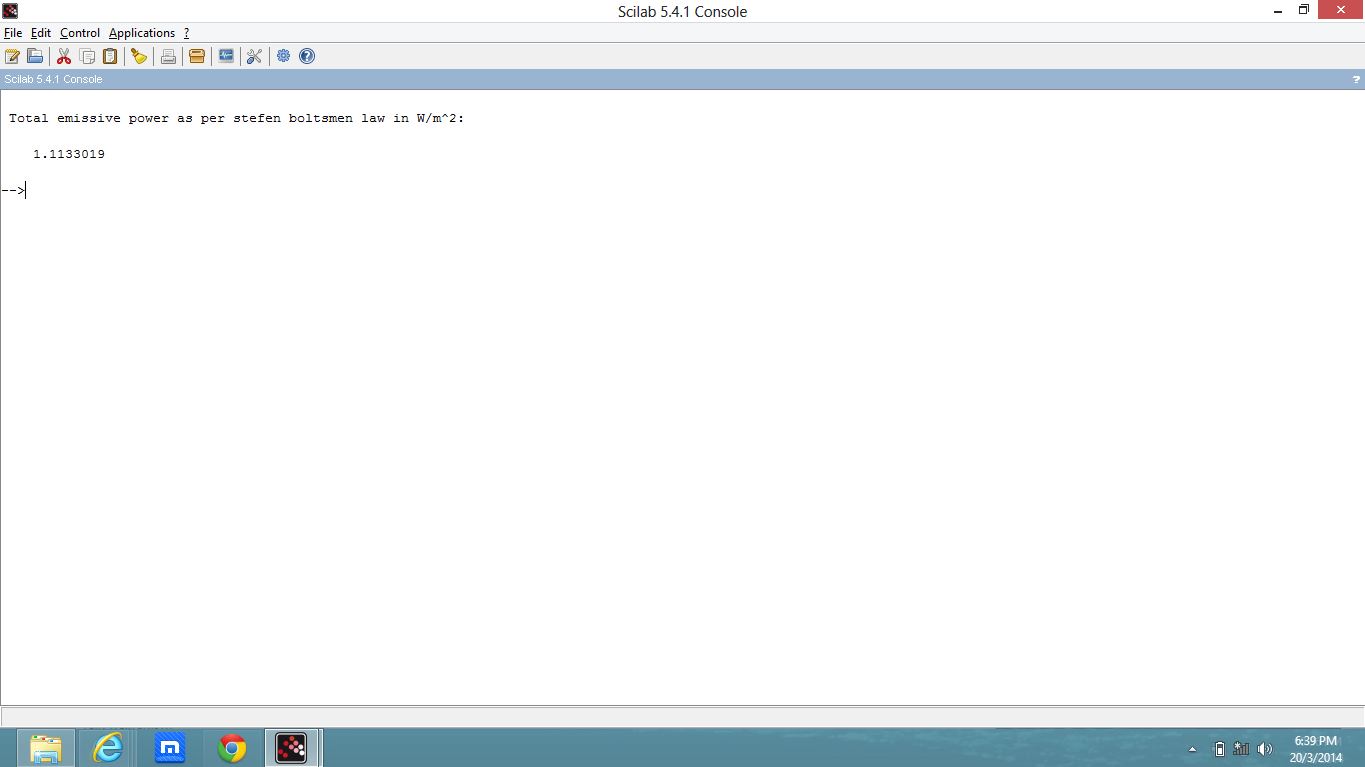 Scilab 5.4.1 Console
File Edit Control Applications ?
Scilab 5.4.1 Console ?
Total emissive power as per stefen boltsmen law in W/m^2:
1.1133019
-->
6:39 PM
20/3/2014